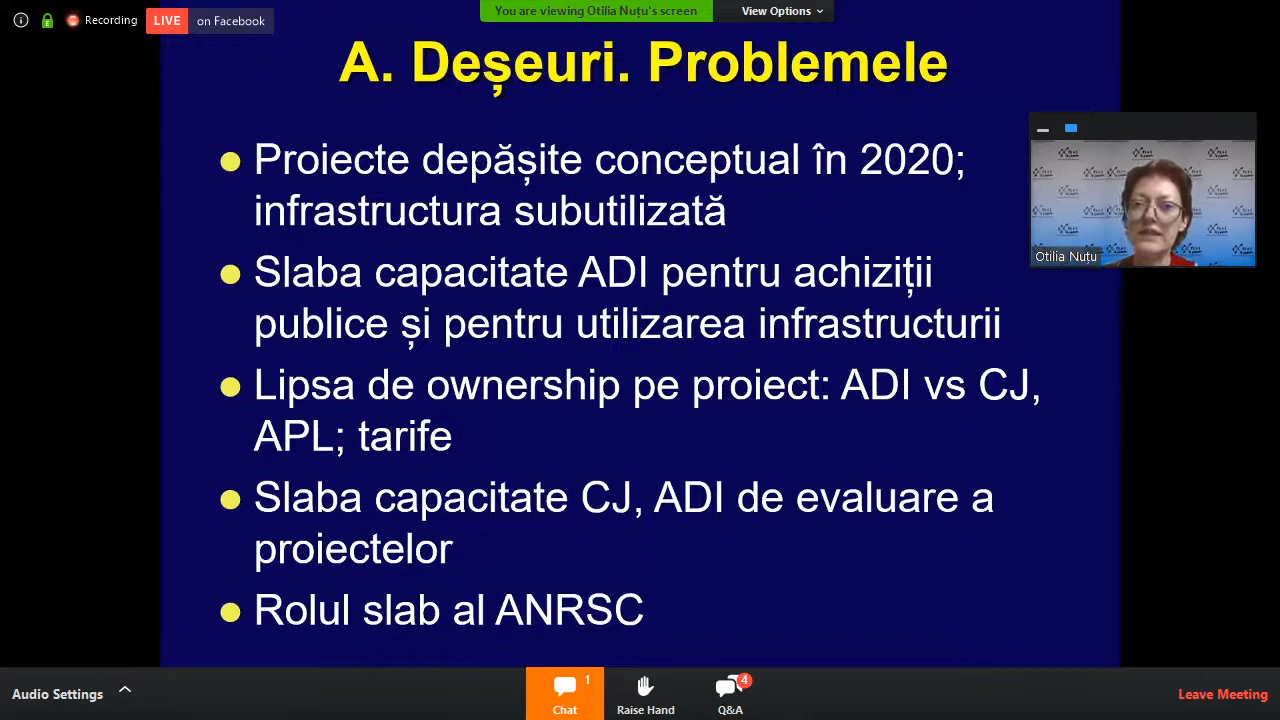 Recording
LIVE on Facebook
You are viewing Otilia Nuțu's screen
View Options
A. Deșeuri. Problemele
Proiecte depășite conceptual în 2020;
infrastructura subutilizată
Slaba capacitate ADI pentru achiziții
publice și pentru utilizarea infrastructurii
Lipsa de ownership pe proiect: ADI vs CJ,
APL; tarife
Slaba capacitate CJ, ADI de evaluare a
proiectelor
Rolul slab al ANRSC
Otilia Nuțu
Audio Settings
1
Chat
Raise Hand
4
Q&A
Leave Meeting